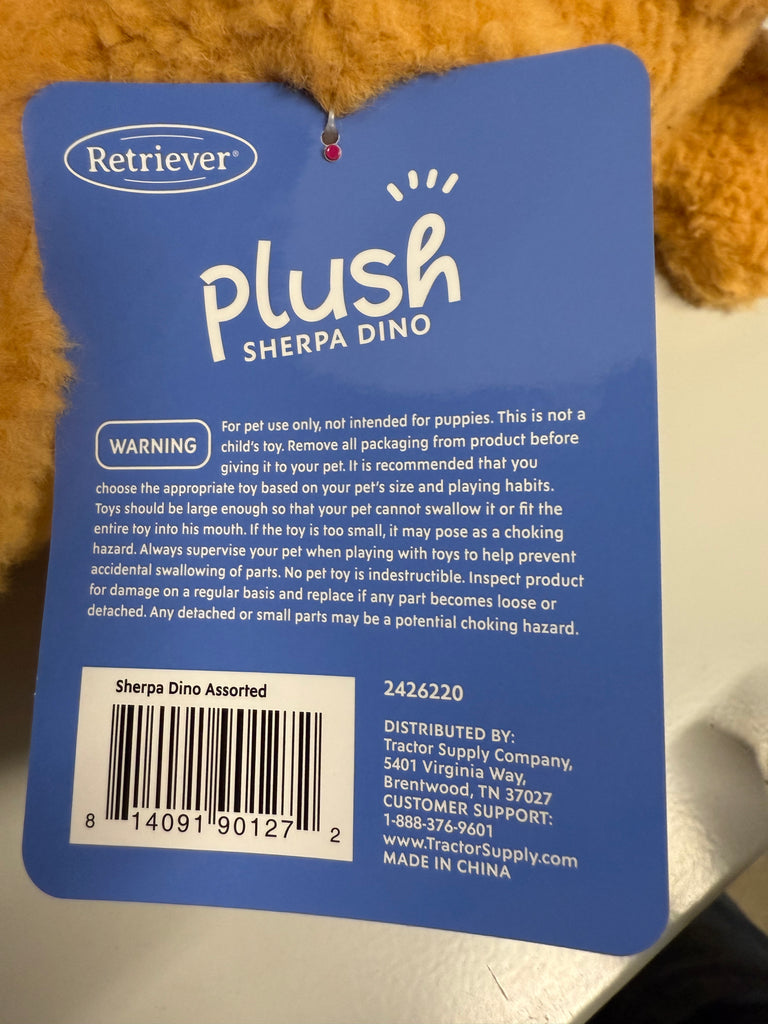 Retriever®
plush
SHERPA DINO
WARNING
For pet use only, not intended for puppies. This is not a
child's toy. Remove all packaging from product before
giving it to your pet. It is recommended that you
choose the appropriate toy based on your pet's size and playing habits.
Toys should be large enough so that your pet cannot swallow it or fit the
entire toy into his mouth. If the toy is too small, it may pose as a choking
hazard. Always supervise your pet when playing with toys to help prevent
accidental swallowing of parts. No pet toy is indestructible. Inspect product
for damage on a regular basis and replace if any part becomes loose or
detached. Any detached or small parts may be a potential choking hazard.
Sherpa Dino Assorted
8 14091 90127 2
2426220
DISTRIBUTED BY:
Tractor Supply Company,
5401 Virginia Way,
Brentwood, TN 37027
CUSTOMER SUPPORT:
1-888-376-9601
www.TractorSupply.com
MADE IN CHINA